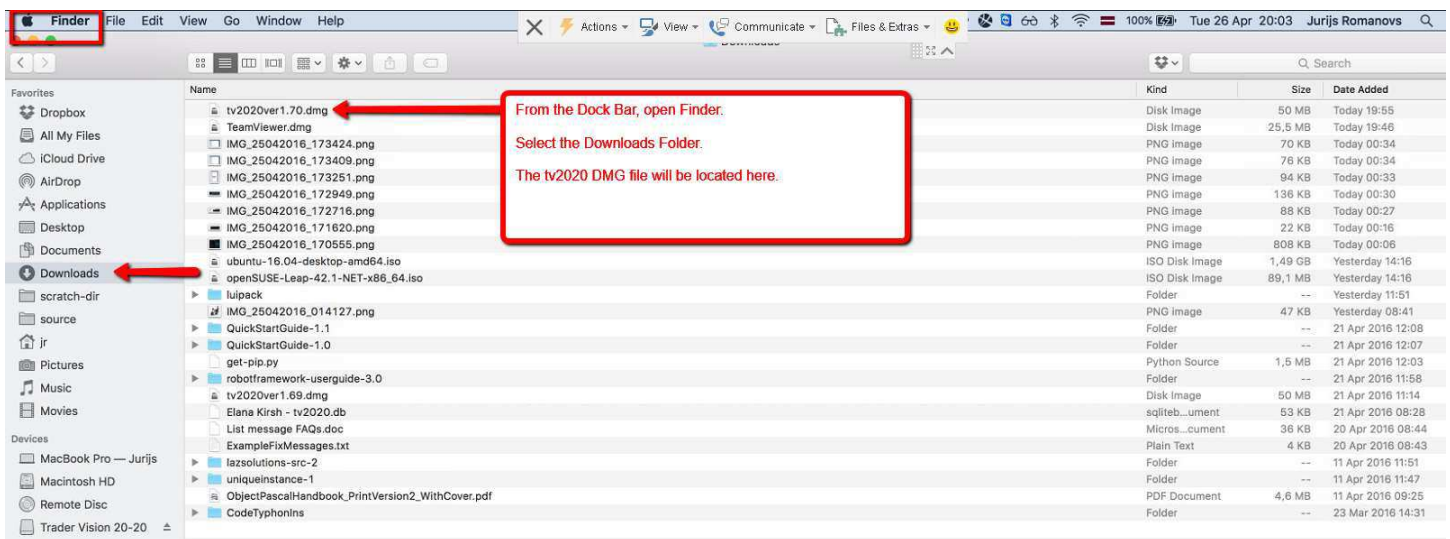 Finder File Edit View Go Window Help
Actions View Communicate Files & Extras
100% Tue 26 Apr 20:03 Jurijs Romanovs
Downloads
Search
Favorites
Dropbox
All My Files
iCloud Drive
AirDrop
Applications
Desktop
Documents
Downloads
scratch-dir
source
jr
Pictures
Music
Movies
Devices
MacBook Pro — Jurijs
Macintosh HD
Remote Disc
Trader Vision 20-20
Name Kind Size Date Added
tv2020ver1.70.dmg Disk Image 50 MB Today 19:55
TeamViewer.dmg Disk Image 25,5 MB Today 19:46
IMG_25042016_173424.png PNG image 70 KB Today 00:34
IMG_25042016_173409.png PNG image 76 KB Today 00:34
IMG_25042016_173251.png PNG image 94 KB Today 00:33
IMG_25042016_172949.png PNG image 136 KB Today 00:30
IMG_25042016_172716.png PNG image 88 KB Today 00:27
IMG_25042016_171620.png PNG image 22 KB Today 00:16
IMG_25042016_170555.png PNG image 808 KB Today 00:06
ubuntu-16.04-desktop-amd64.iso ISO Disk Image 1,49 GB Yesterday 14:16
openSUSE-Leap-42.1-NET-x86_64.iso ISO Disk Image 89,1 MB Yesterday 14:16
luipack Folder -- Yesterday 11:51
IMG_25042016_014127.png PNG image 47 KB Yesterday 08:41
QuickStartGuide-1.1 Folder -- 21 Apr 2016 12:08
QuickStartGuide-1.0 Folder -- 21 Apr 2016 12:07
get-pip.py Python Source 1,5 MB 21 Apr 2016 12:03
robotframework-userguide-3.0 Folder -- 21 Apr 2016 11:58
tv2020ver1.69.dmg Disk Image 50 MB 21 Apr 2016 11:14
Elana Kirsh - tv2020.db sqliteb...ument 53 KB 21 Apr 2016 08:28
List message FAQs.doc Micros...cument 36 KB 20 Apr 2016 08:44
ExampleFixMessages.txt Plain Text 4 KB 20 Apr 2016 08:43
lazsolutions-src-2 Folder -- 11 Apr 2016 11:51
uniqueinstance-1 Folder -- 11 Apr 2016 11:47
ObjectPascalHandbook_PrintVersion2_WithCover.pdf PDF Document 4,6 MB 11 Apr 2016 09:25
CodeTyphonIns Folder -- 23 Mar 2016 14:31
From the Dock Bar, open Finder.
Select the Downloads Folder.
The tv2020 DMG file will be located here.